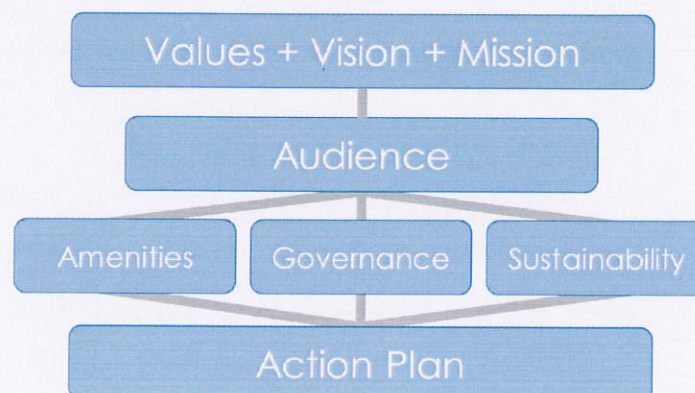 Values + Vision + Mission
Audience
Amenities
Governance
Sustainability
Action Plan